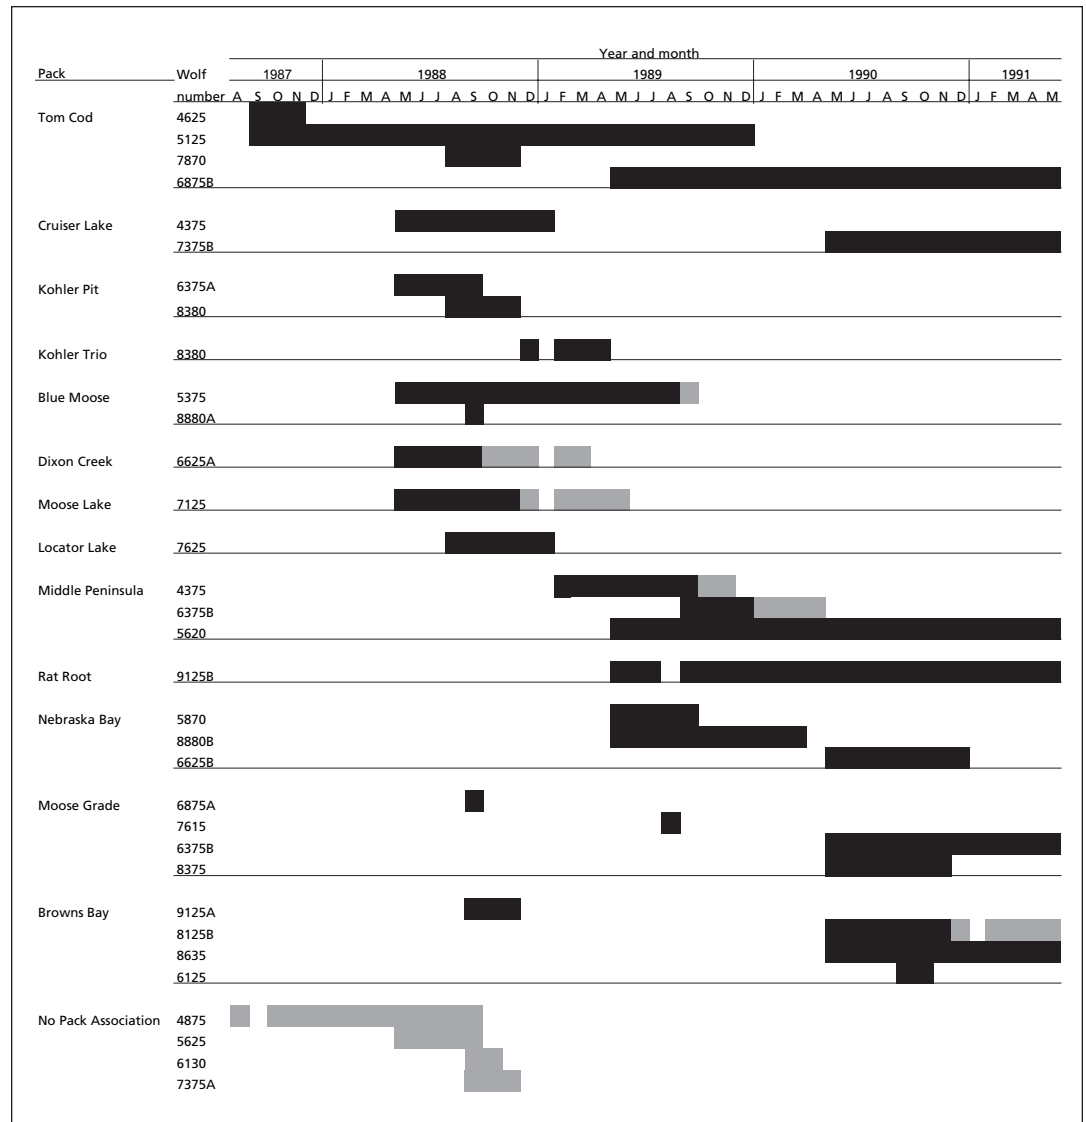 Year and month
Pack Wolf 1987 1988 1989 1990 1991
number A S O N D J F M A M J J A S O N D J F M A M J J A S O N D J F M A M J J A S O N D J F M A M
Tom Cod 4625
5125
7870
6875B
Cruiser Lake 4375
7375B
Kohler Pit 6375A
8380
Kohler Trio 8380
Blue Moose 5375
8880A
Dixon Creek 6625A
Moose Lake 7125
Locator Lake 7625
Middle Peninsula 4375
6375B
5620
Rat Root 9125B
Nebraska Bay 5870
8880B
6625B
Moose Grade 6875A
7615
6375B
8375
Browns Bay 9125A
8125B
8635
6125
No Pack Association 4875
5625
6130
7375A